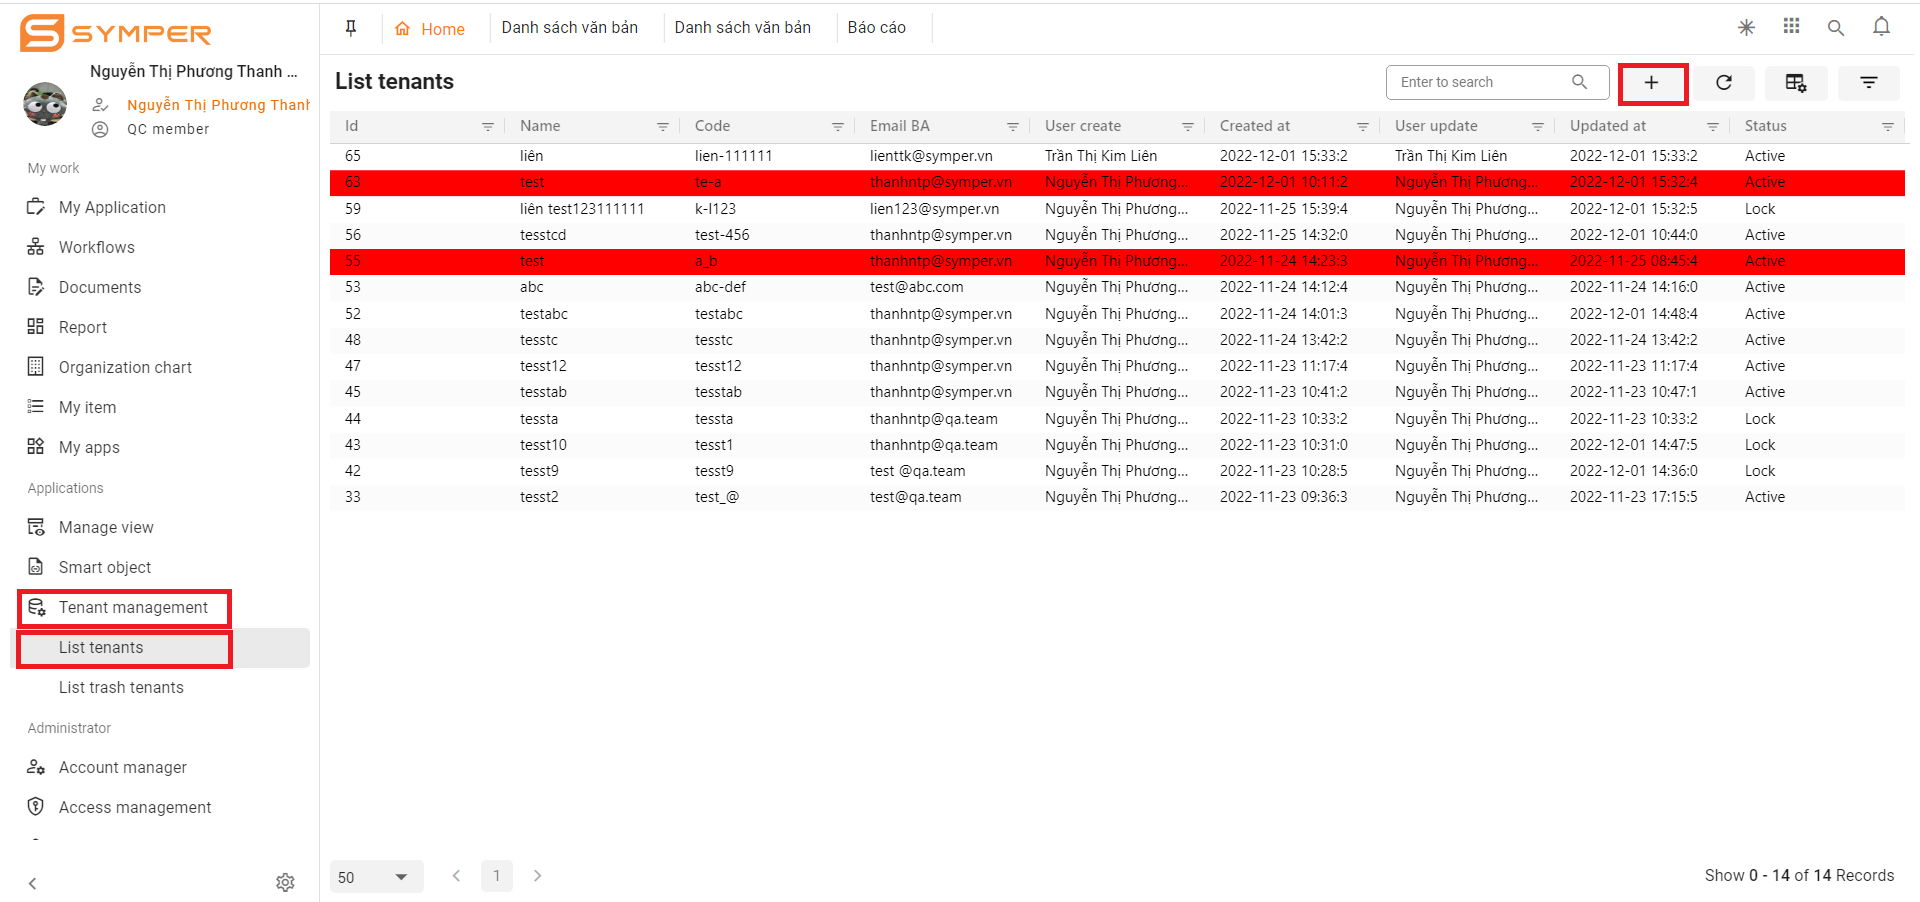 SYMPER
Nguyễn Thị Phương Thanh ...
Nguyễn Thị Phương Thanh
QC member
My work
My Application
Workflows
Documents
Report
Organization chart
My item
My apps
Applications
Manage view
Smart object
Tenant management
List tenants
List trash tenants
Administrator
Account manager
Access management
Home Danh sách văn bản Danh sách văn bản Báo cáo
List tenants
Enter to search
Id Name Code Email BA User create Created at User update Updated at Status
65 liên lien-111111 lienttk@symper.vn Trần Thị Kim Liên 2022-12-01 15:33:2 Trần Thị Kim Liên 2022-12-01 15:33:2 Active
63 test te-a thanhntp@symper.vn Nguyễn Thị Phương... 2022-12-01 10:11:2 Nguyễn Thị Phương... 2022-12-01 15:32:4 Active
59 liên test123111111 k-l123 lien123@symper.vn Nguyễn Thị Phương... 2022-11-25 15:39:4 Nguyễn Thị Phương... 2022-12-01 15:32:5 Lock
56 tesstcd test-456 thanhntp@symper.vn Nguyễn Thị Phương... 2022-11-25 14:32:0 Nguyễn Thị Phương... 2022-12-01 10:44:0 Active
55 test a_b thanhntp@symper.vn Nguyễn Thị Phương... 2022-11-24 14:23:3 Nguyễn Thị Phương... 2022-11-25 08:45:4 Active
53 abc abc-def test@abc.com Nguyễn Thị Phương... 2022-11-24 14:12:4 Nguyễn Thị Phương... 2022-11-24 14:16:0 Active
52 testabc testabc thanhntp@symper.vn Nguyễn Thị Phương... 2022-11-24 14:01:3 Nguyễn Thị Phương... 2022-12-01 14:48:4 Active
48 tesstc tesstc thanhntp@symper.vn Nguyễn Thị Phương... 2022-11-24 13:42:2 Nguyễn Thị Phương... 2022-11-24 13:42:2 Active
47 tesst12 tesst12 thanhntp@symper.vn Nguyễn Thị Phương... 2022-11-23 11:17:4 Nguyễn Thị Phương... 2022-11-23 11:17:4 Active
45 tesstab tesstab thanhntp@symper.vn Nguyễn Thị Phương... 2022-11-23 10:41:2 Nguyễn Thị Phương... 2022-11-23 10:47:1 Active
44 tessta tessta thanhntp@qa.team Nguyễn Thị Phương... 2022-11-23 10:33:2 Nguyễn Thị Phương... 2022-11-23 10:33:2 Lock
43 tesst10 tesst1 thanhntp@qa.team Nguyễn Thị Phương... 2022-11-23 10:31:0 Nguyễn Thị Phương... 2022-12-01 14:47:5 Lock
42 tesst9 tesst9 test @qa.team Nguyễn Thị Phương... 2022-11-23 10:28:5 Nguyễn Thị Phương... 2022-12-01 14:36:0 Lock
33 tesst2 test_@ test@qa.team Nguyễn Thị Phương... 2022-11-23 09:36:3 Nguyễn Thị Phương... 2022-11-23 17:15:5 Active
50 1 Show 0 - 14 of 14 Records